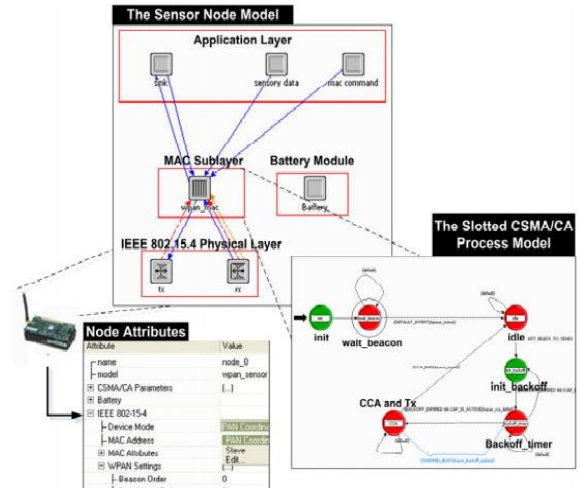 The Sensor Node Model
Application Layer
sink
sensory data
mac command
MAC Sublayer
Battery Module
wpan_mac
Battery
IEEE 802.15.4 Physical Layer
tx
rx
The Slotted CSMA/CA
Process Model
init
wait_beacon
idle
init_backoff
CCA and Tx
Backoff_timer
Node Attributes
Attribute Value
name node_0
model wpan_sensor
CSMA/CA Parameters (...)
Battery
IEEE 802-15-4
Device Mode PAN Coordin
MAC Address PAN Coordin
MAC Attributes Slave
Edit...
WPAN Settings (...)
Beacon Order 0